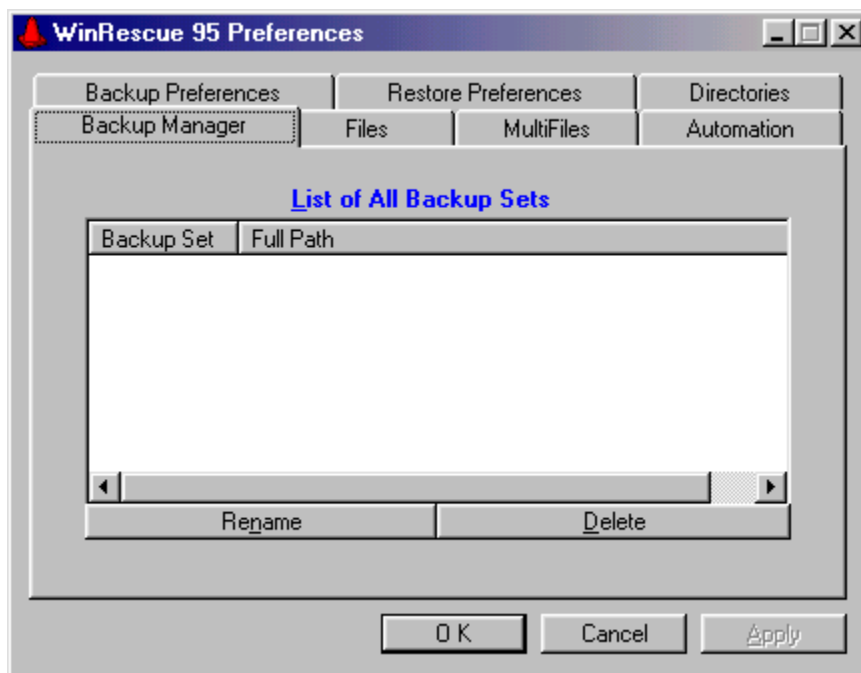 WinRescue 95 Preferences
Backup Preferences Restore Preferences Directories
Backup Manager Files MultiFiles Automation
List of All Backup Sets
Backup Set Full Path
Rename Delete
O K Cancel Apply